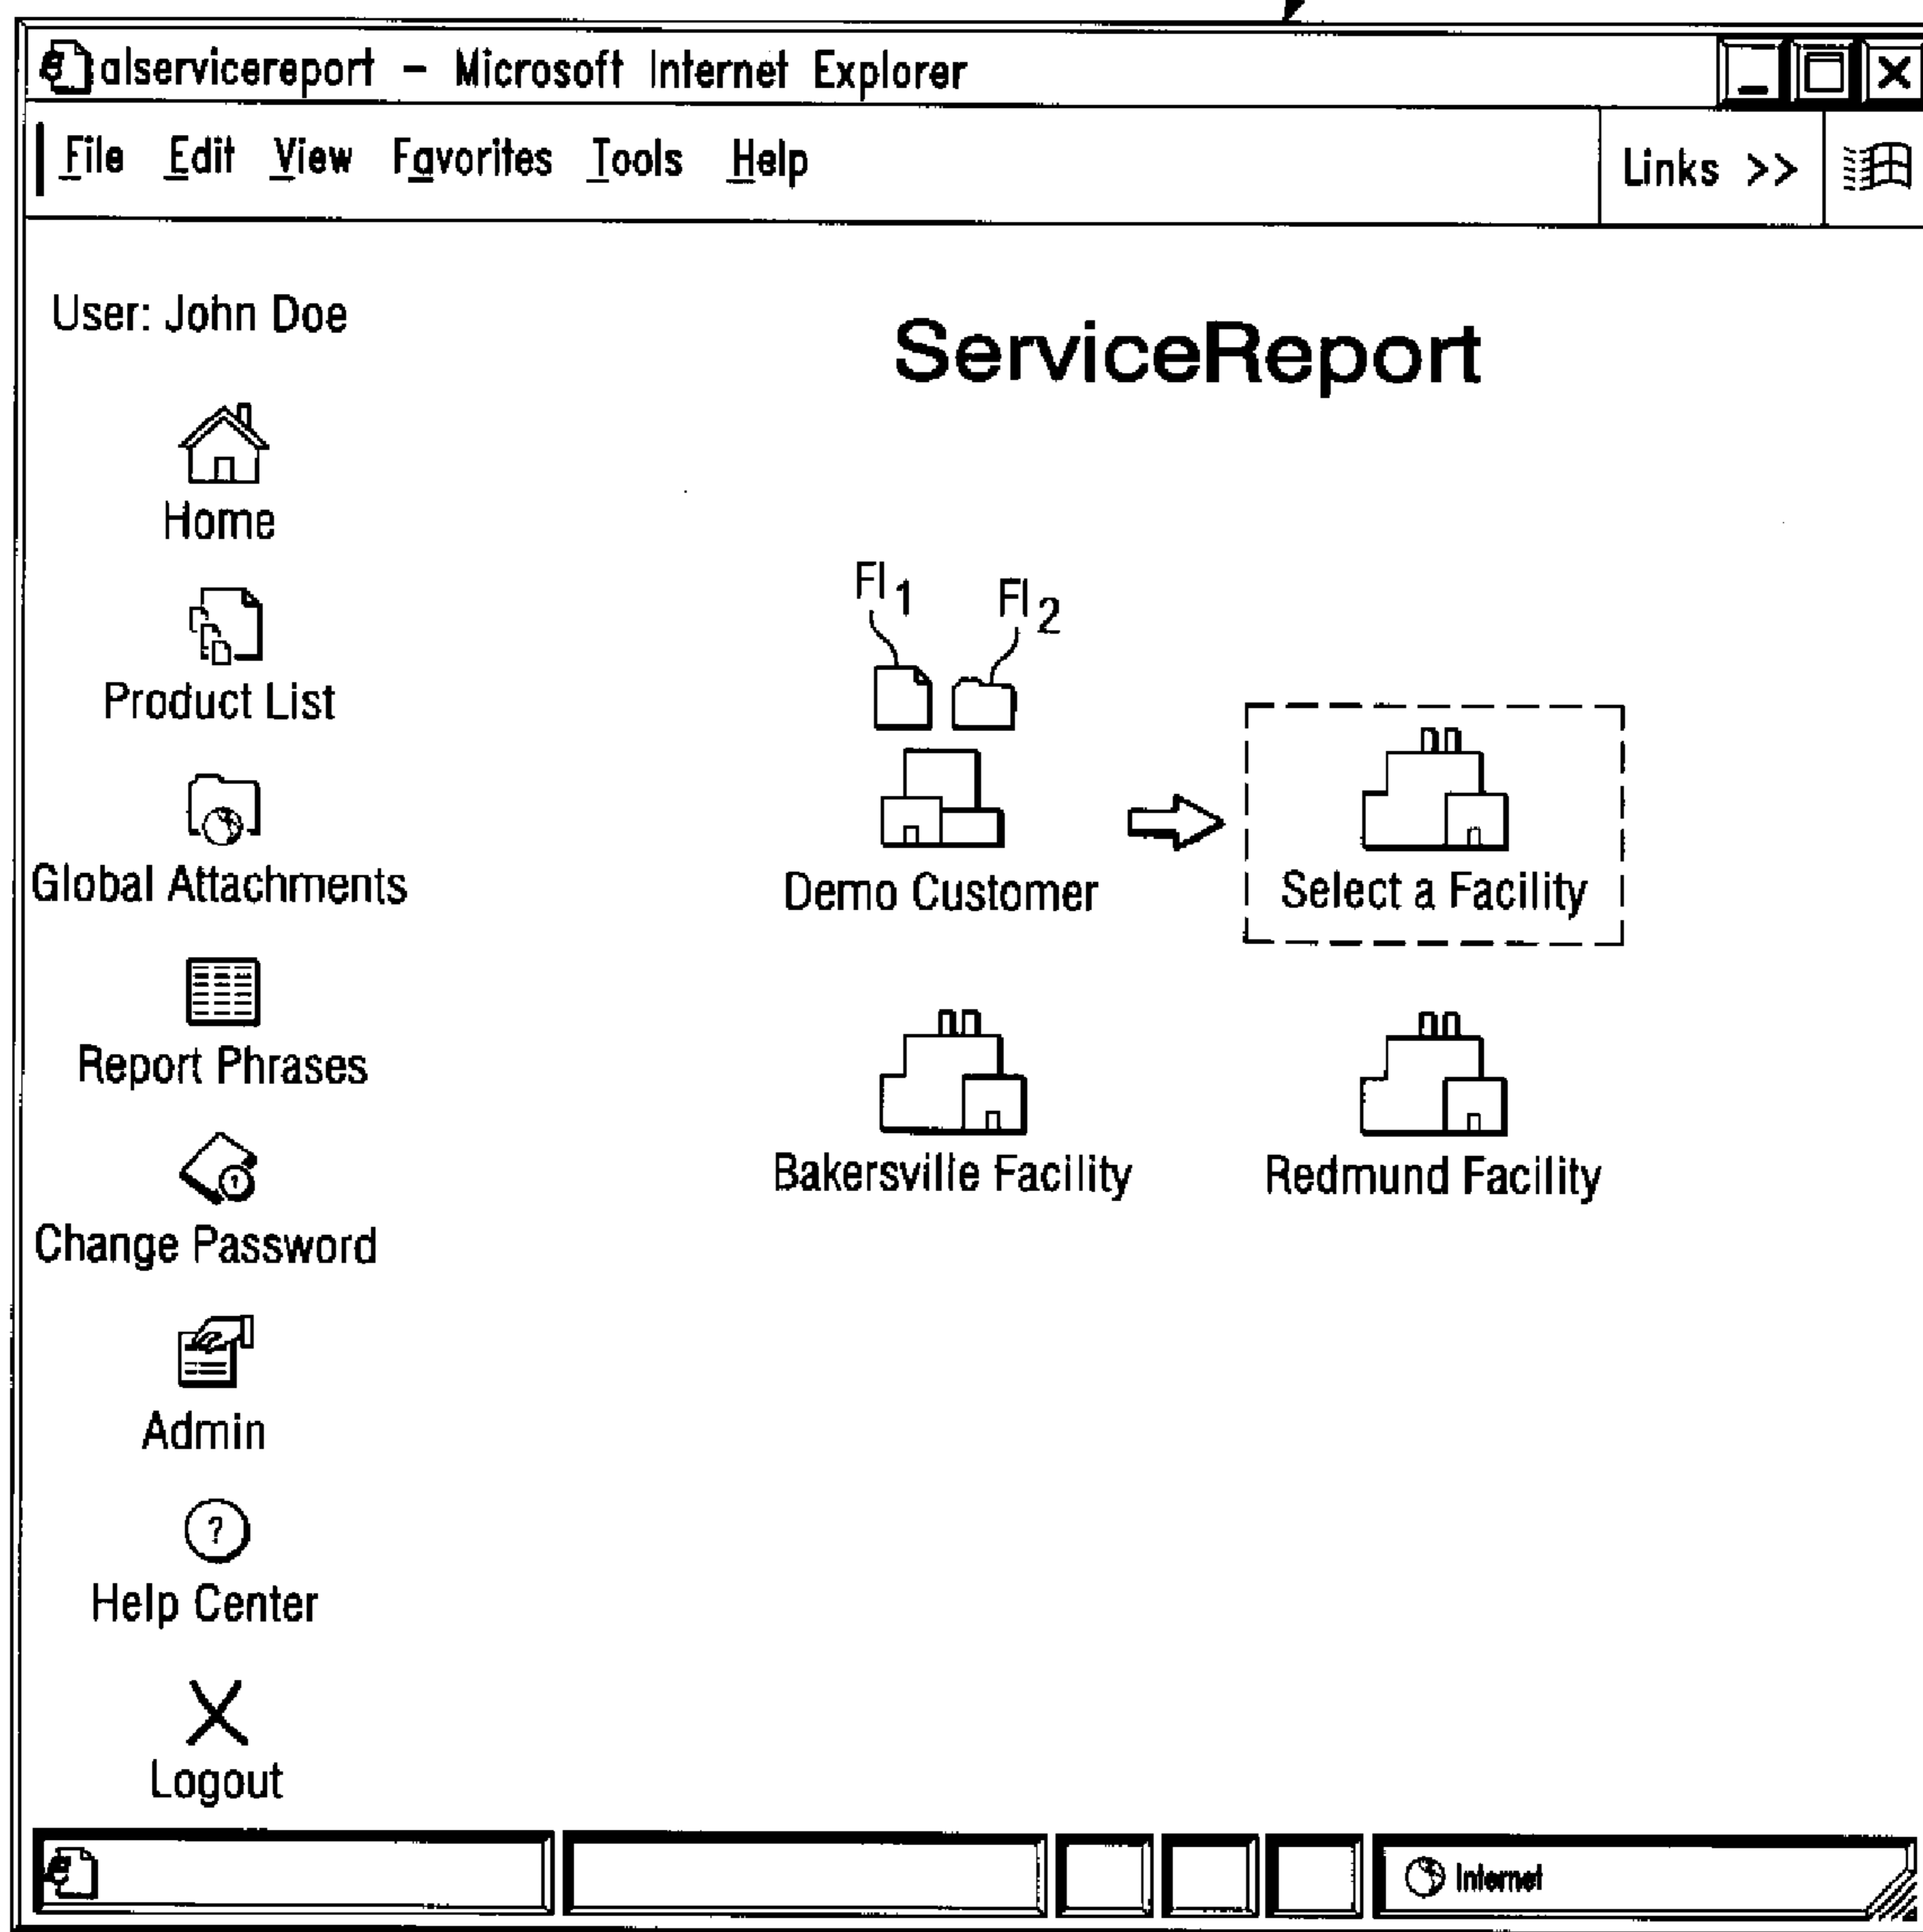 alservicereport - Microsoft Internet Explorer
File Edit View Favorites Tools Help
Links >>
User: John Doe
ServiceReport
Home
Product List
Global Attachments
Report Phrases
Change Password
Admin
? Help Center
Logout
FI1 FI2
Demo Customer
Select a Facility
Bakersville Facility
Redmund Facility
Internet